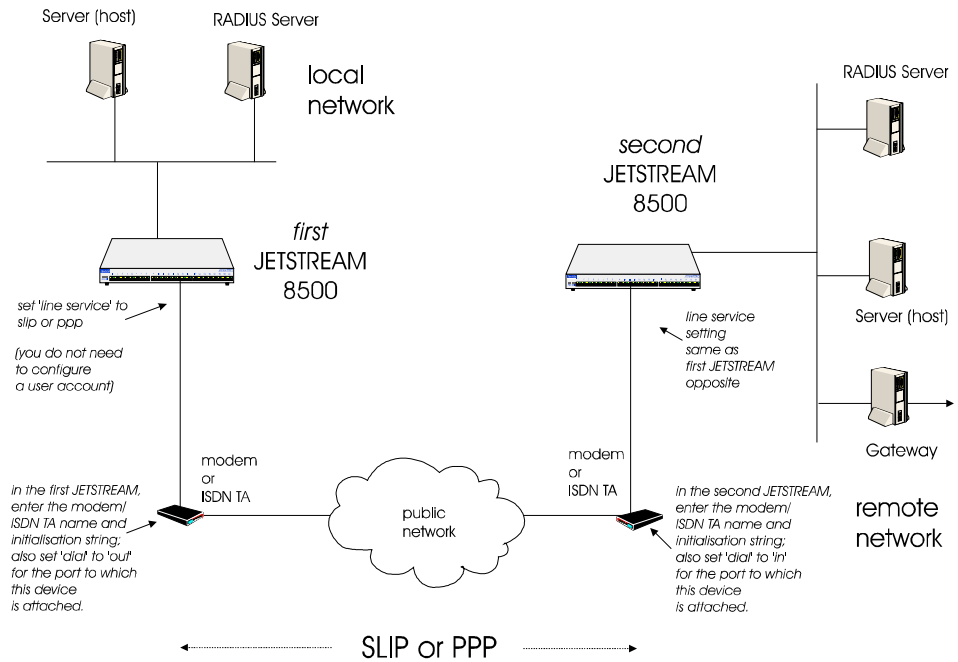 Server (host)
RADIUS Server
local
network
RADIUS Server
second
JETSTREAM
8500
first
JETSTREAM
8500
set 'line service' to
slip or ppp
(you do not need
to configure
a user account)
line service
setting
same as
first JETSTREAM
opposite
Server (host)
Gateway
modem
or
ISDN TA
modem
or
ISDN TA
in the first JETSTREAM,
enter the modem/
ISDN TA name and
initialisation string;
also set 'dial' to 'out'
for the port to which
this device
is attached.
public
network
in the second JETSTREAM,
enter the modem/
ISDN TA name and
initialisation string;
also set 'dial' to 'in'
for the port to which
this device
is attached.
remote
network
SLIP or PPP